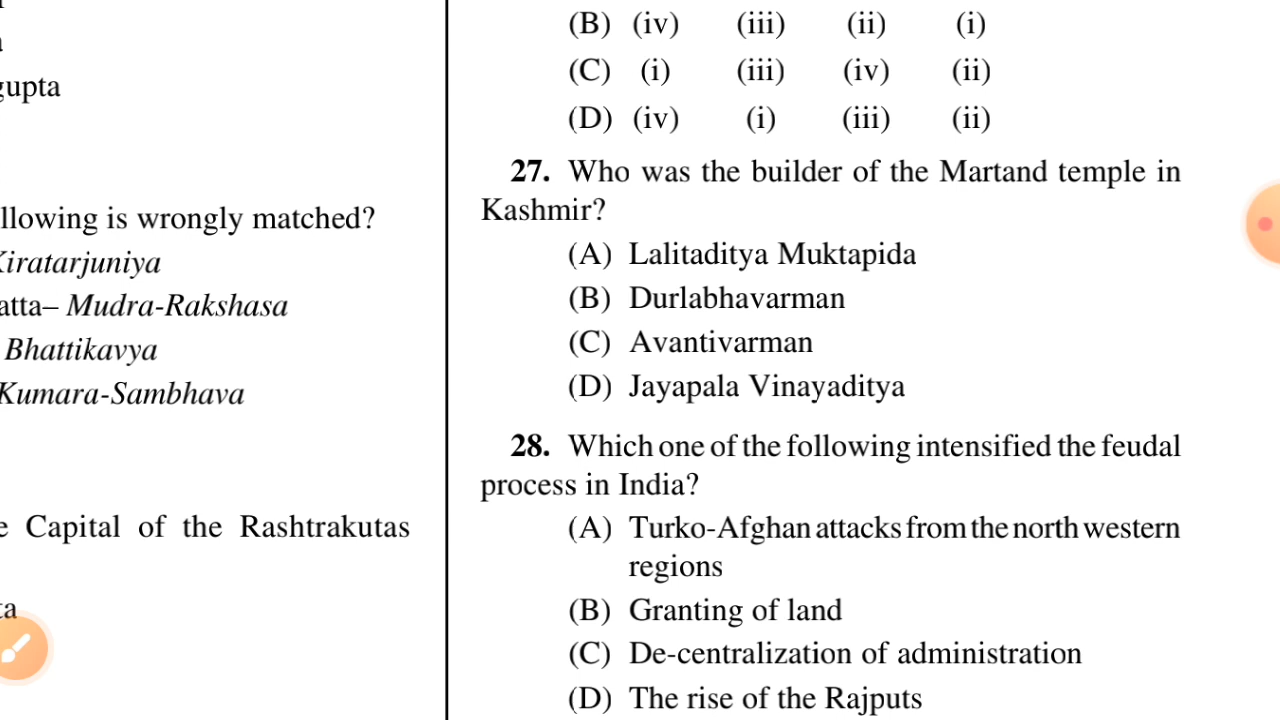 gupta
llowing is wrongly matched?
Kiratarjuniya
atta– Mudra-Rakshasa
Bhattikavya
Kumara-Sambhava
e Capital of the Rashtrakutas
ta
(B) (iv) (iii) (ii) (i)
(C) (i) (iii) (iv) (ii)
(D) (iv) (i) (iii) (ii)
27. Who was the builder of the Martand temple in
Kashmir?
(A) Lalitaditya Muktapida
(B) Durlabhavarman
(C) Avantivarman
(D) Jayapala Vinayaditya
28. Which one of the following intensified the feudal
process in India?
(A) Turko-Afghan attacks from the north western
regions
(B) Granting of land
(C) De-centralization of administration
(D) The rise of the Rajputs